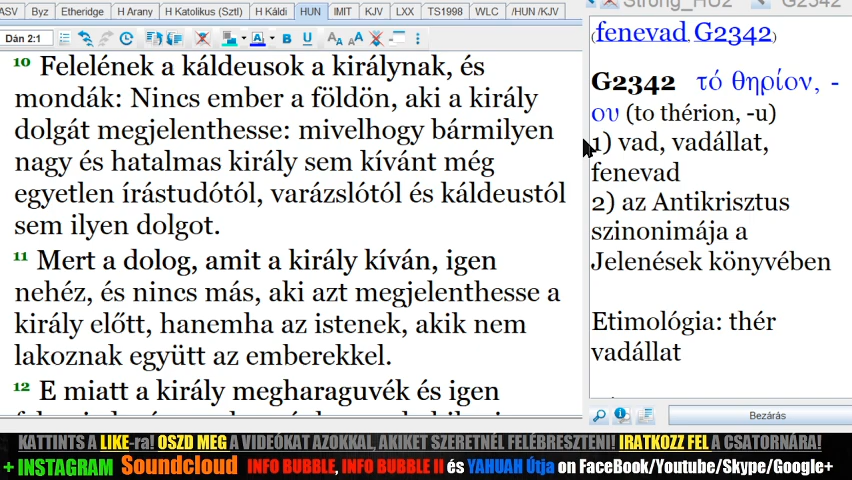 ASV Byz Etheridge H Arany H Katolikus (Sztl) H Káldi HUN IMIT KJV LXX TS1998 WLC /HUN /KJV
Strong_HU2 G2342
Dán 2:1
B U
10 Felelének a káldeusok a királynak, és
mondák: Nincs ember a földön, aki a király
dolgát megjelenthesse: mivelhogy bármilyen
nagy és hatalmas király sem kívánt még
egyetlen írástudótól, varázslótól és káldeustól
sem ilyen dolgot.
11 Mert a dolog, amit a király kíván, igen
nehéz, és nincs más, aki azt megjelenthesse a
király előtt, hanemha az istenek, akik nem
lakoznak együtt az emberekkel.
12 E miatt a király megharaguvék és igen
(fenevad G2342)
G2342 τό θηρίον, -
ου (to thérion, -u)
1) vad, vadállat,
fenevad
2) az Antikrisztus
szinonimája a
Jelenések könyvében
Etimológia: thér
vadállat
Bezárás
KATTINTS A LIKE-ra! OSZD MEG A VIDEÓKAT AZOKKAL, AKIKET SZERETNÉL FELÉBRESZTENI! IRATKOZZ FEL A CSATORNÁRA!
+ INSTAGRAM Soundcloud INFO BUBBLE, INFO BUBBLE II és YAHUAH Útja on FaceBook/Youtube/Skype/Google+